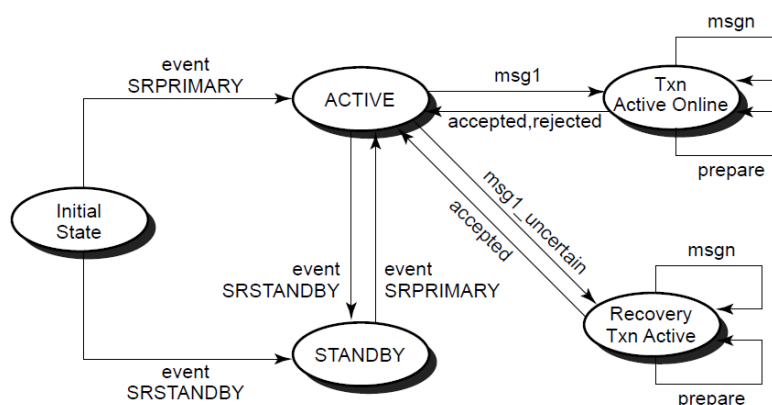 msgn
event
SRPRIMARY
ACTIVE
msg1
Txn
Active Online
accepted,rejected
prepare
msg1_uncertain
accepted
Initial
State
event
SRSTANDBY
event
SRPRIMARY
msgn
Recovery
Txn Active
STANDBY
event
SRSTANDBY
prepare